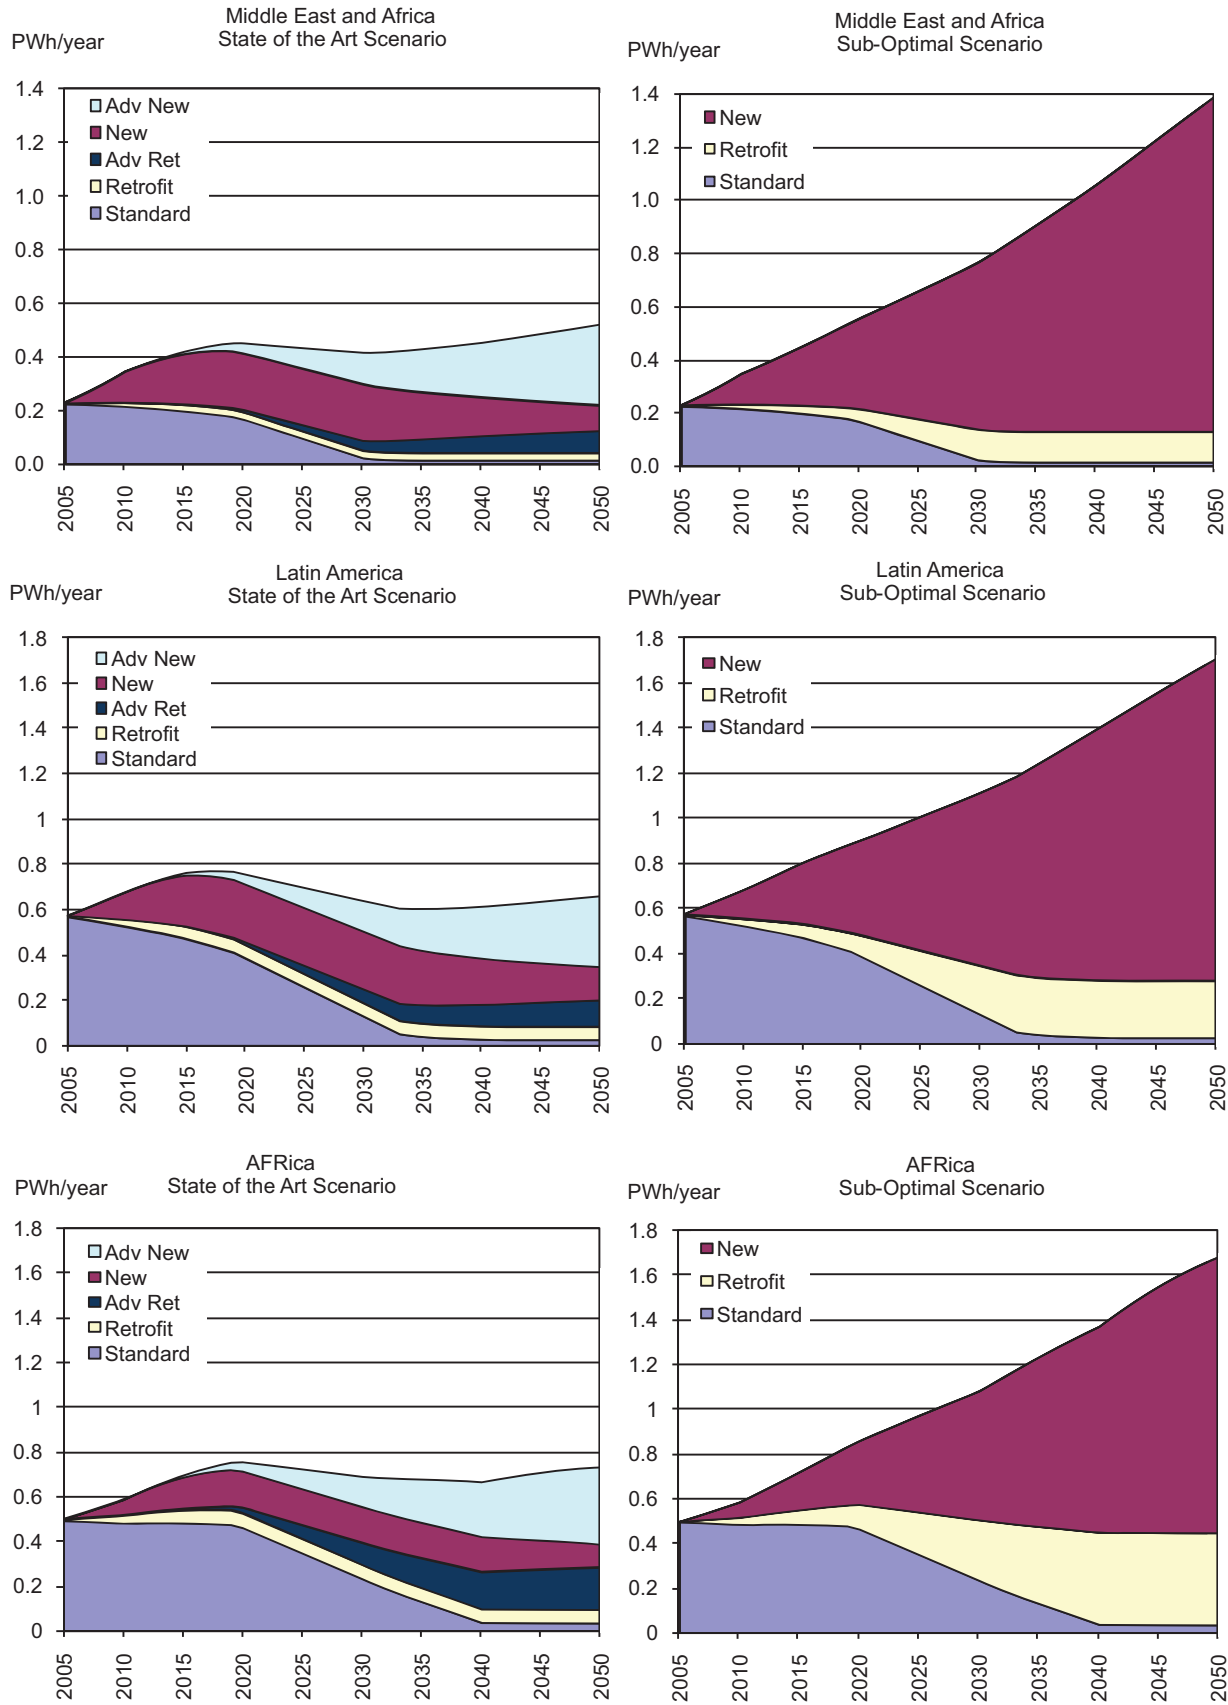 Middle East and Africa
State of the Art Scenario
PWh/year
1.4
1.2
1.0
0.8
0.6
0.4
0.2
0.0
Adv New
New
Adv Ret
Retrofit
Standard
2005
2010
2015
2020
2025
2030
2035
2040
2045
2050
Middle East and Africa
Sub-Optimal Scenario
PWh/year
1.4
1.2
1.0
0.8
0.6
0.4
0.2
0.0
New
Retrofit
Standard
2005
2010
2015
2020
2025
2030
2035
2040
2045
2050
Latin America
State of the Art Scenario
PWh/year
1.8
1.6
1.4
1.2
1
0.8
0.6
0.4
0.2
0
Adv New
New
Adv Ret
Retrofit
Standard
2005
2010
2015
2020
2025
2030
2035
2040
2045
2050
Latin America
Sub-Optimal Scenario
PWh/year
1.8
1.6
1.4
1.2
1
0.8
0.6
0.4
0.2
0
New
Retrofit
Standard
2005
2010
2015
2020
2025
2030
2035
2040
2045
2050
AFRica
State of the Art Scenario
PWh/year
1.8
1.6
1.4
1.2
1
0.8
0.6
0.4
0.2
0
Adv New
New
Adv Ret
Retrofit
Standard
2005
2010
2015
2020
2025
2030
2035
2040
2045
2050
AFRica
Sub-Optimal Scenario
PWh/year
1.8
1.6
1.4
1.2
1
0.8
0.6
0.4
0.2
0
New
Retrofit
Standard
2005
2010
2015
2020
2025
2030
2035
2040
2045
2050